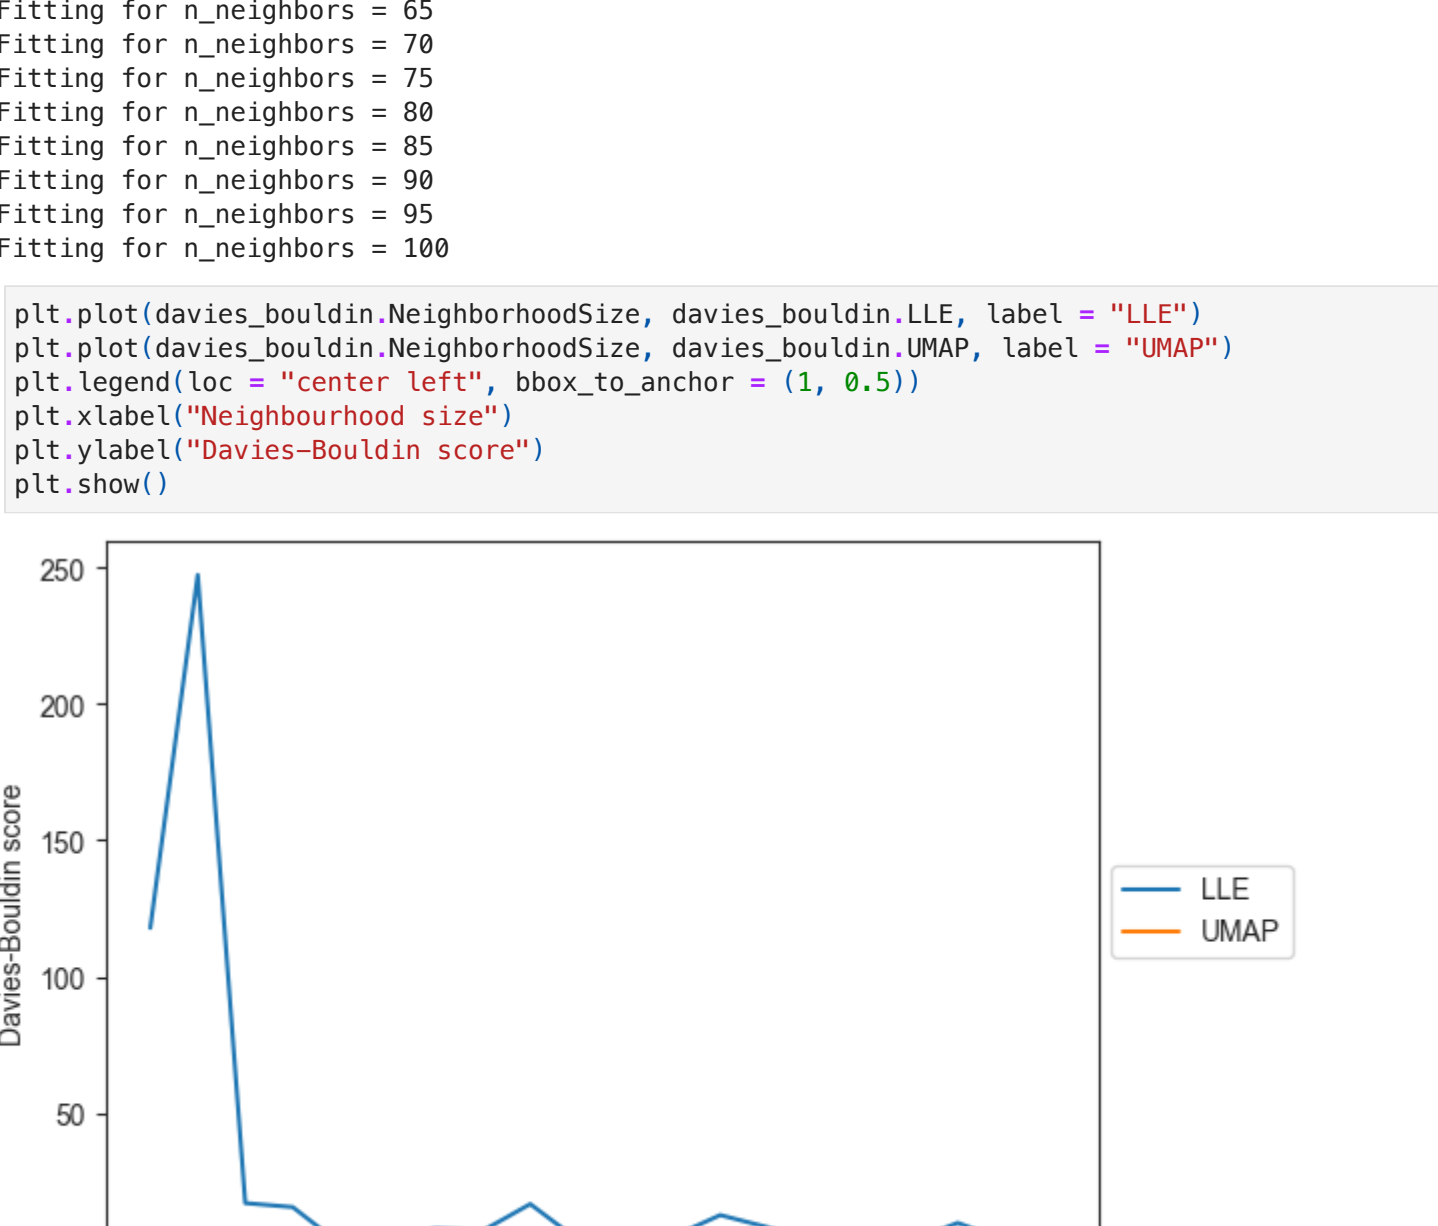 Fitting for n_neighbors = 65
Fitting for n_neighbors = 70
Fitting for n_neighbors = 75
Fitting for n_neighbors = 80
Fitting for n_neighbors = 85
Fitting for n_neighbors = 90
Fitting for n_neighbors = 95
Fitting for n_neighbors = 100
plt.plot(davies_bouldin.NeighborhoodSize, davies_bouldin.LLE, label = "LLE")
plt.plot(davies_bouldin.NeighborhoodSize, davies_bouldin.UMAP, label = "UMAP")
plt.legend(loc = "center left", bbox_to_anchor = (1, 0.5))
plt.xlabel("Neighbourhood size")
plt.ylabel("Davies-Bouldin score")
plt.show()
250
200
150
100
50
Davies-Bouldin score
LLE
UMAP